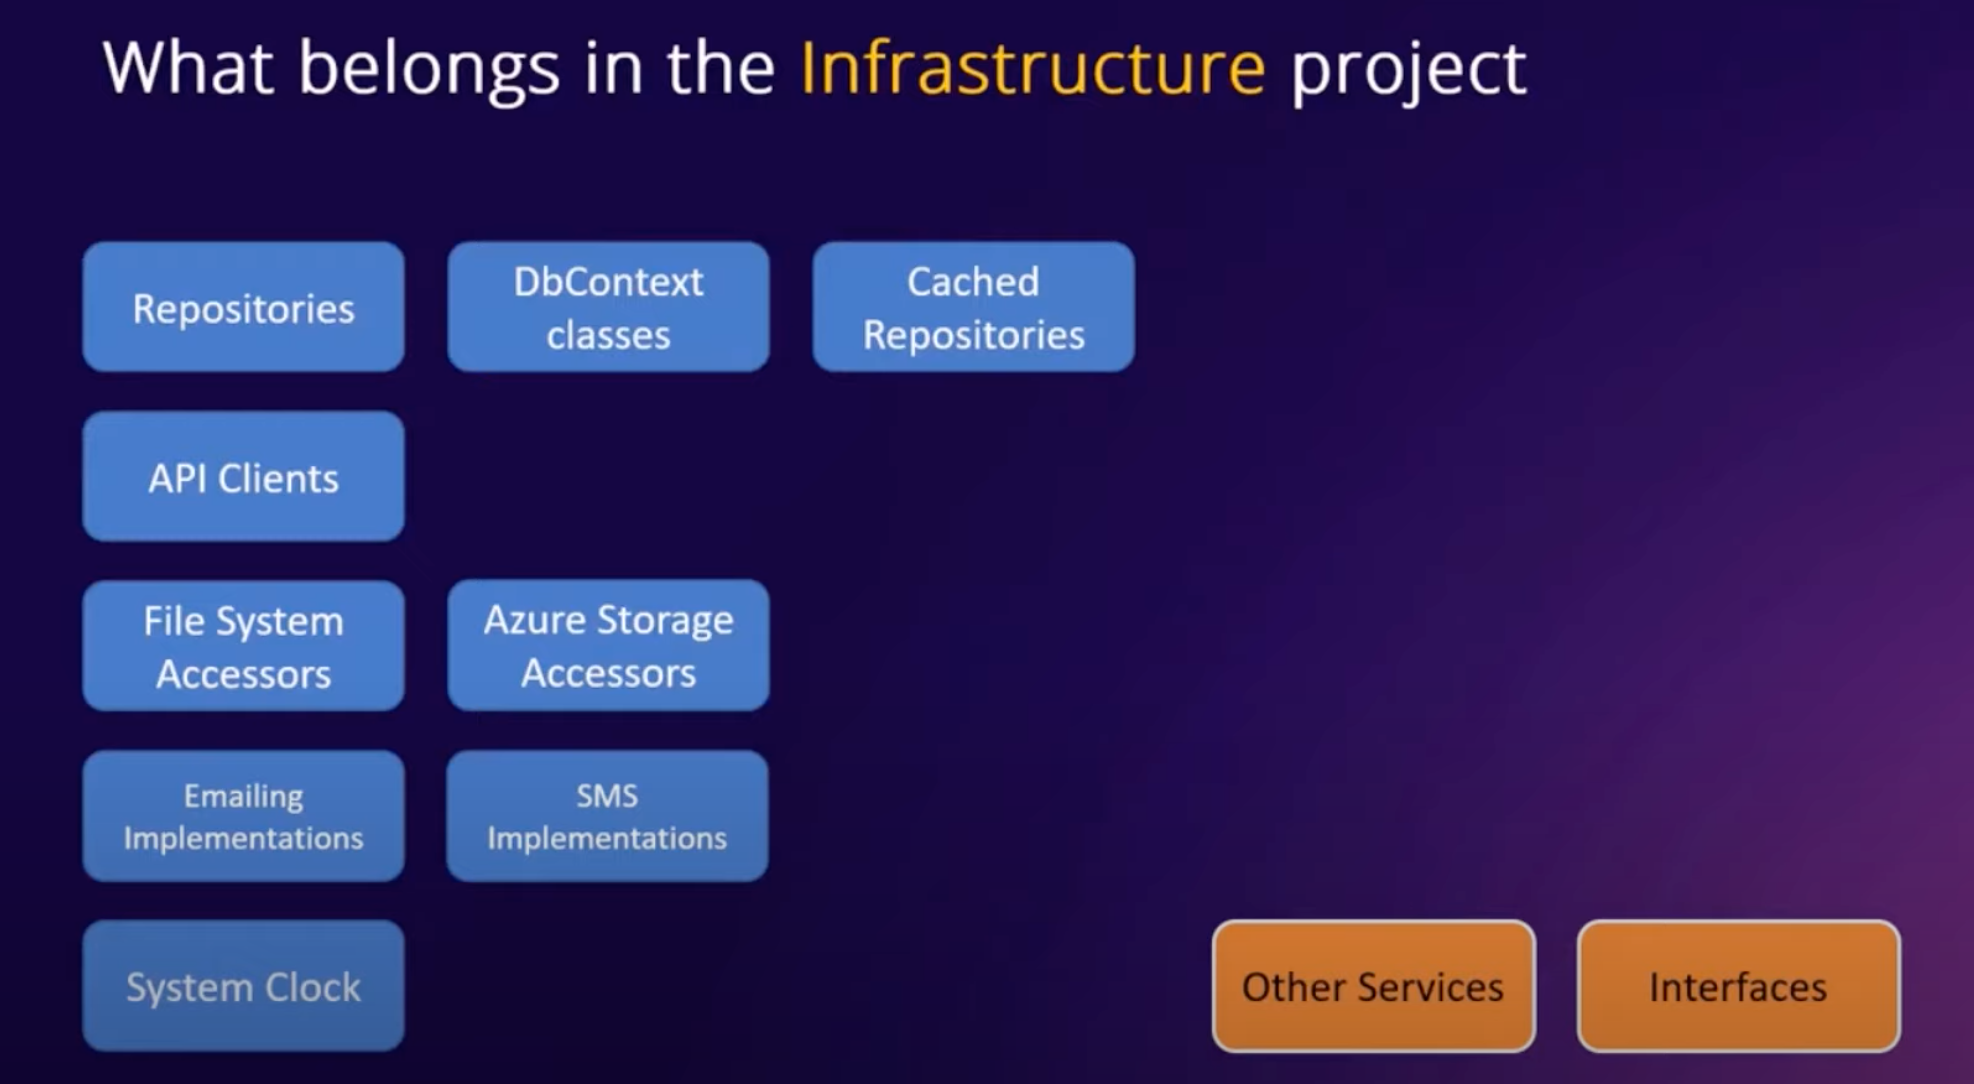 What belongs in the Infrastructure project
Repositories
DbContext
classes
Cached
Repositories
API Clients
File System
Accessors
Azure Storage
Accessors
Emailing
Implementations
SMS
Implementations
System Clock
Other Services
Interfaces